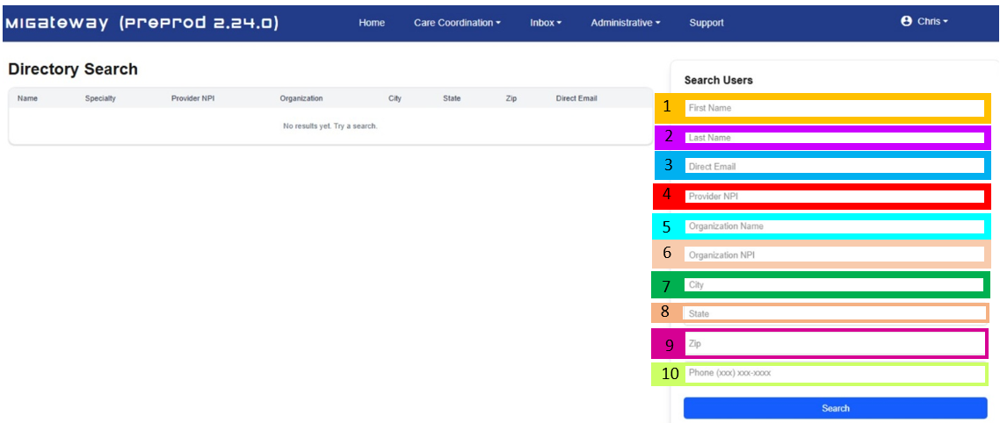 MiGateway (PreProd 2.24.0) Home Care Coordination Inbox Administrative Support Chris
Directory Search
Name Specialty Provider NPI Organization City State Zip Direct Email
No results yet. Try a search.
Search Users
1 First Name
2 Last Name
3 Direct Email
4 Provider NPI
5 Organization Name
6 Organization NPI
7 City
8 State
9 Zip
10 Phone (xxx) xxx-xxxx
Search